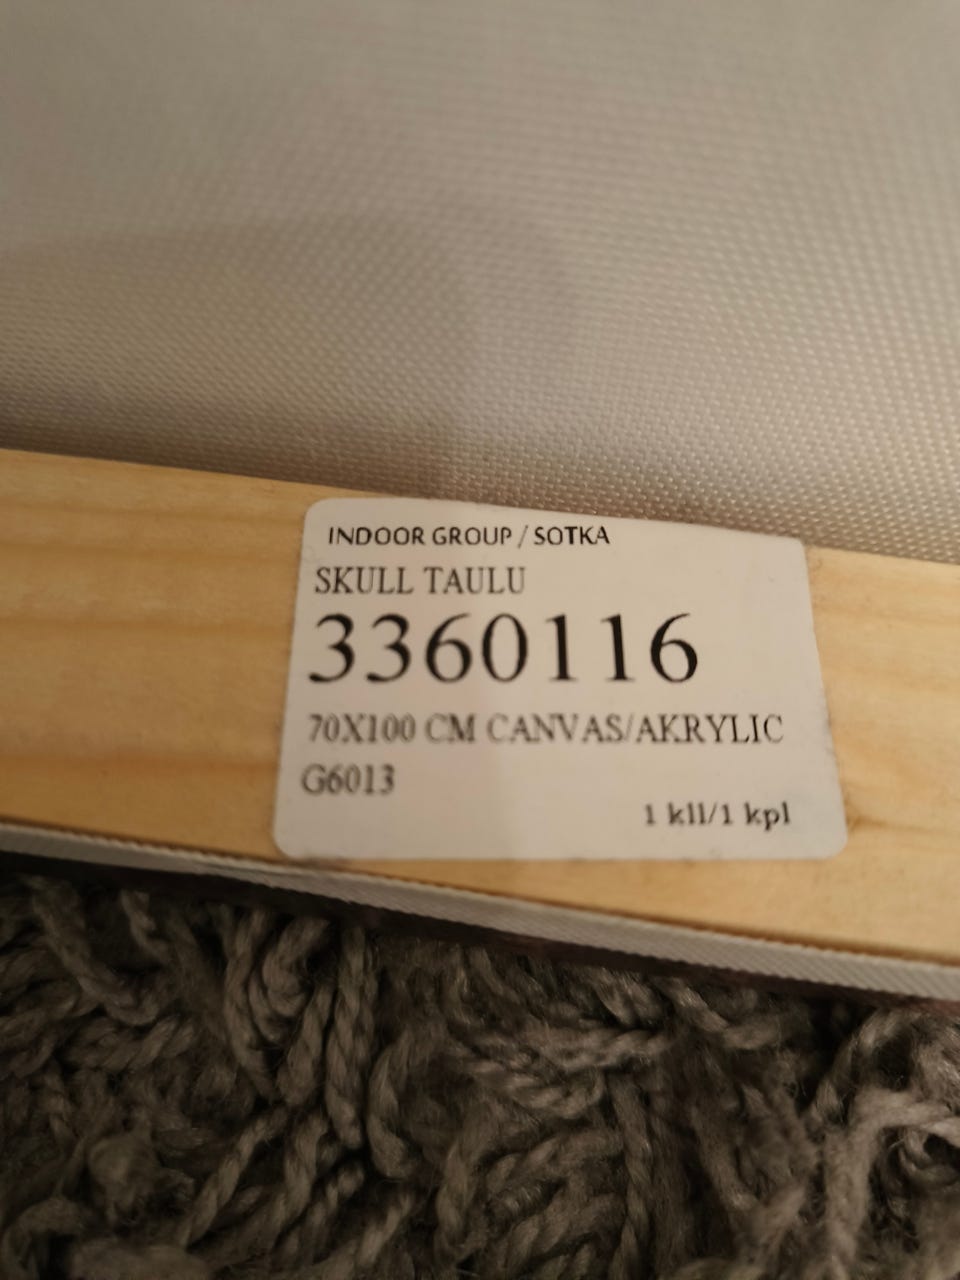 INDOOR GROUP / SOTKA
SKULL TAULU
3360116
70X100 CM CANVAS/AKRYLIC
G6013
1 kll/1 kpl